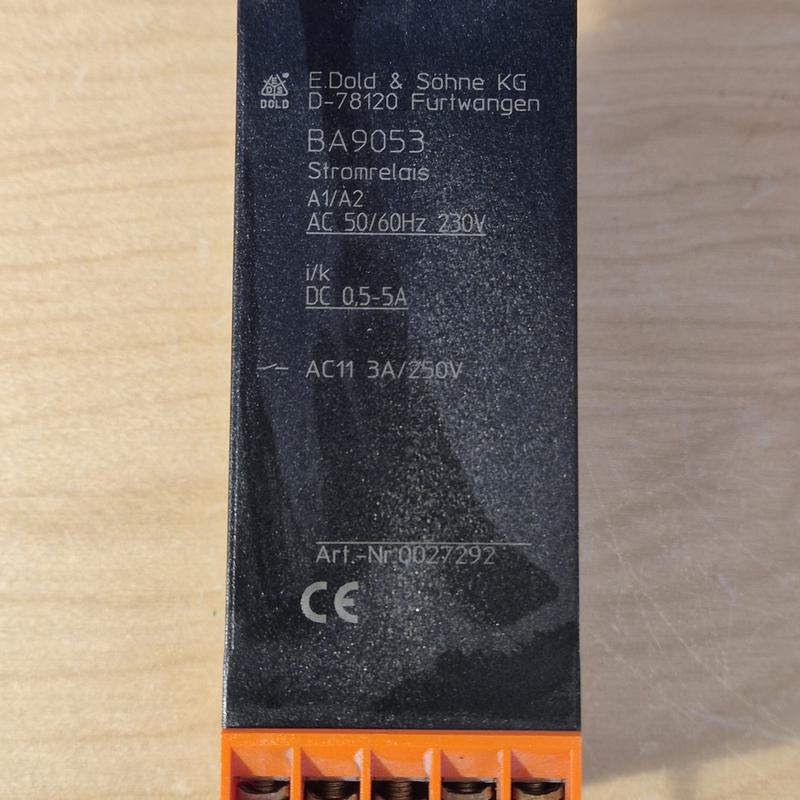 E.Dold & Söhne KG
DOLD
D-78120 Furtwangen
BA9053
Stromrelais
A1/A2
AC 50/60Hz 230V
i/k
DC 0,5-5A
AC11 3A/250V
Art.-Nr.0027292
CE